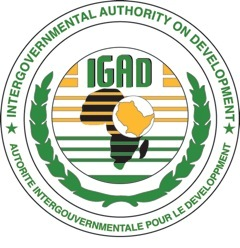 INTERGOVERNMENTAL AUTHORITY ON DEVELOPMENT
IGAD
AUTORITE INTERGOUVERNEMENTALE POUR LE DEVELOPPMENT